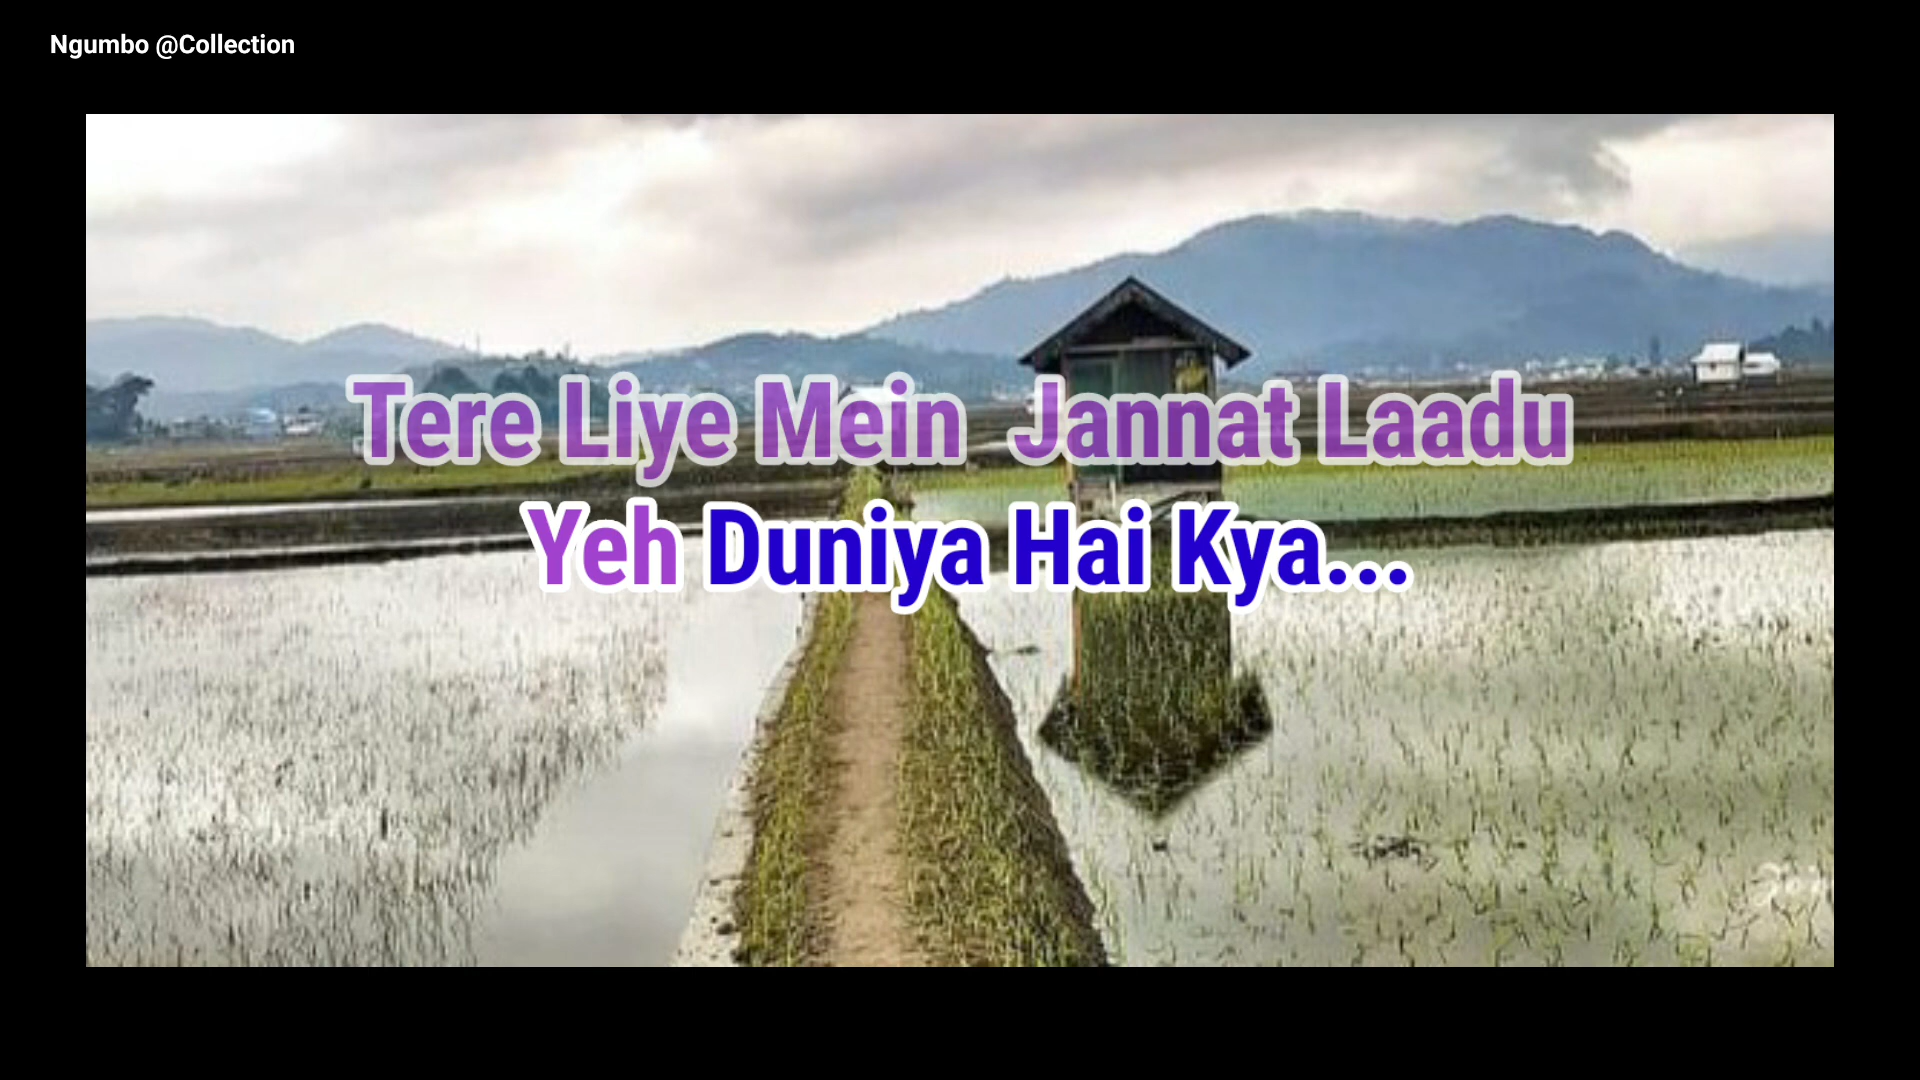 Ngumbo @Collection
Tere Liye Mein Jannat Laadu
Yeh Duniya Hai Kya...